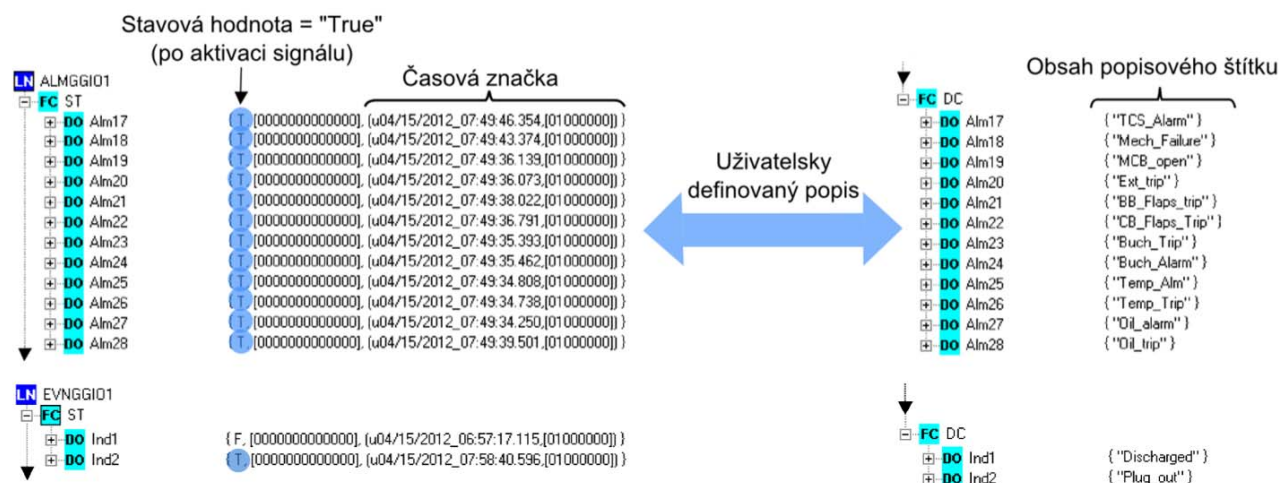 Stavová hodnota = "True"
(po aktivaci signálu)
Časová značka
LN ALMGGIO1
FC ST
DO Alm17 { T, [0000000000000], (u04/15/2012_07:49:46.354,[01000000]) }
DO Alm18 { T, [0000000000000], (u04/15/2012_07:49:43.374,[01000000]) }
DO Alm19 { T, [0000000000000], (u04/15/2012_07:49:36.139,[01000000]) }
DO Alm20 { T, [0000000000000], (u04/15/2012_07:49:36.073,[01000000]) }
DO Alm21 { T, [0000000000000], (u04/15/2012_07:49:38.022,[01000000]) }
DO Alm22 { T, [0000000000000], (u04/15/2012_07:49:36.791,[01000000]) }
DO Alm23 { T, [0000000000000], (u04/15/2012_07:49:35.393,[01000000]) }
DO Alm24 { T, [0000000000000], (u04/15/2012_07:49:35.462,[01000000]) }
DO Alm25 { T, [0000000000000], (u04/15/2012_07:49:34.808,[01000000]) }
DO Alm26 { T, [0000000000000], (u04/15/2012_07:49:34.738,[01000000]) }
DO Alm27 { T, [0000000000000], (u04/15/2012_07:49:34.250,[01000000]) }
DO Alm28 { T, [0000000000000], (u04/15/2012_07:49:39.501,[01000000]) }
LN EVNGGIO1
FC ST
DO Ind1 { F, [0000000000000], (u04/15/2012_06:57:17.115,[01000000]) }
DO Ind2 { T, [0000000000000], (u04/15/2012_07:58:40.596,[01000000]) }
Uživatelsky
definovaný popis
Obsah popisového štítku
FC DC
DO Alm17 { "TCS_Alarm" }
DO Alm18 { "Mech_Failure" }
DO Alm19 { "MCB_open" }
DO Alm20 { "Ext_trip" }
DO Alm21 { "BB_Flaps_trip" }
DO Alm22 { "CB_Flaps_Trip" }
DO Alm23 { "Buch_Trip" }
DO Alm24 { "Buch_Alarm" }
DO Alm25 { "Temp_Alm" }
DO Alm26 { "Temp_Trip" }
DO Alm27 { "Oil_alarm" }
DO Alm28 { "Oil_trip" }
FC DC
DO Ind1 { "Discharged" }
DO Ind2 { "Plug_out" }